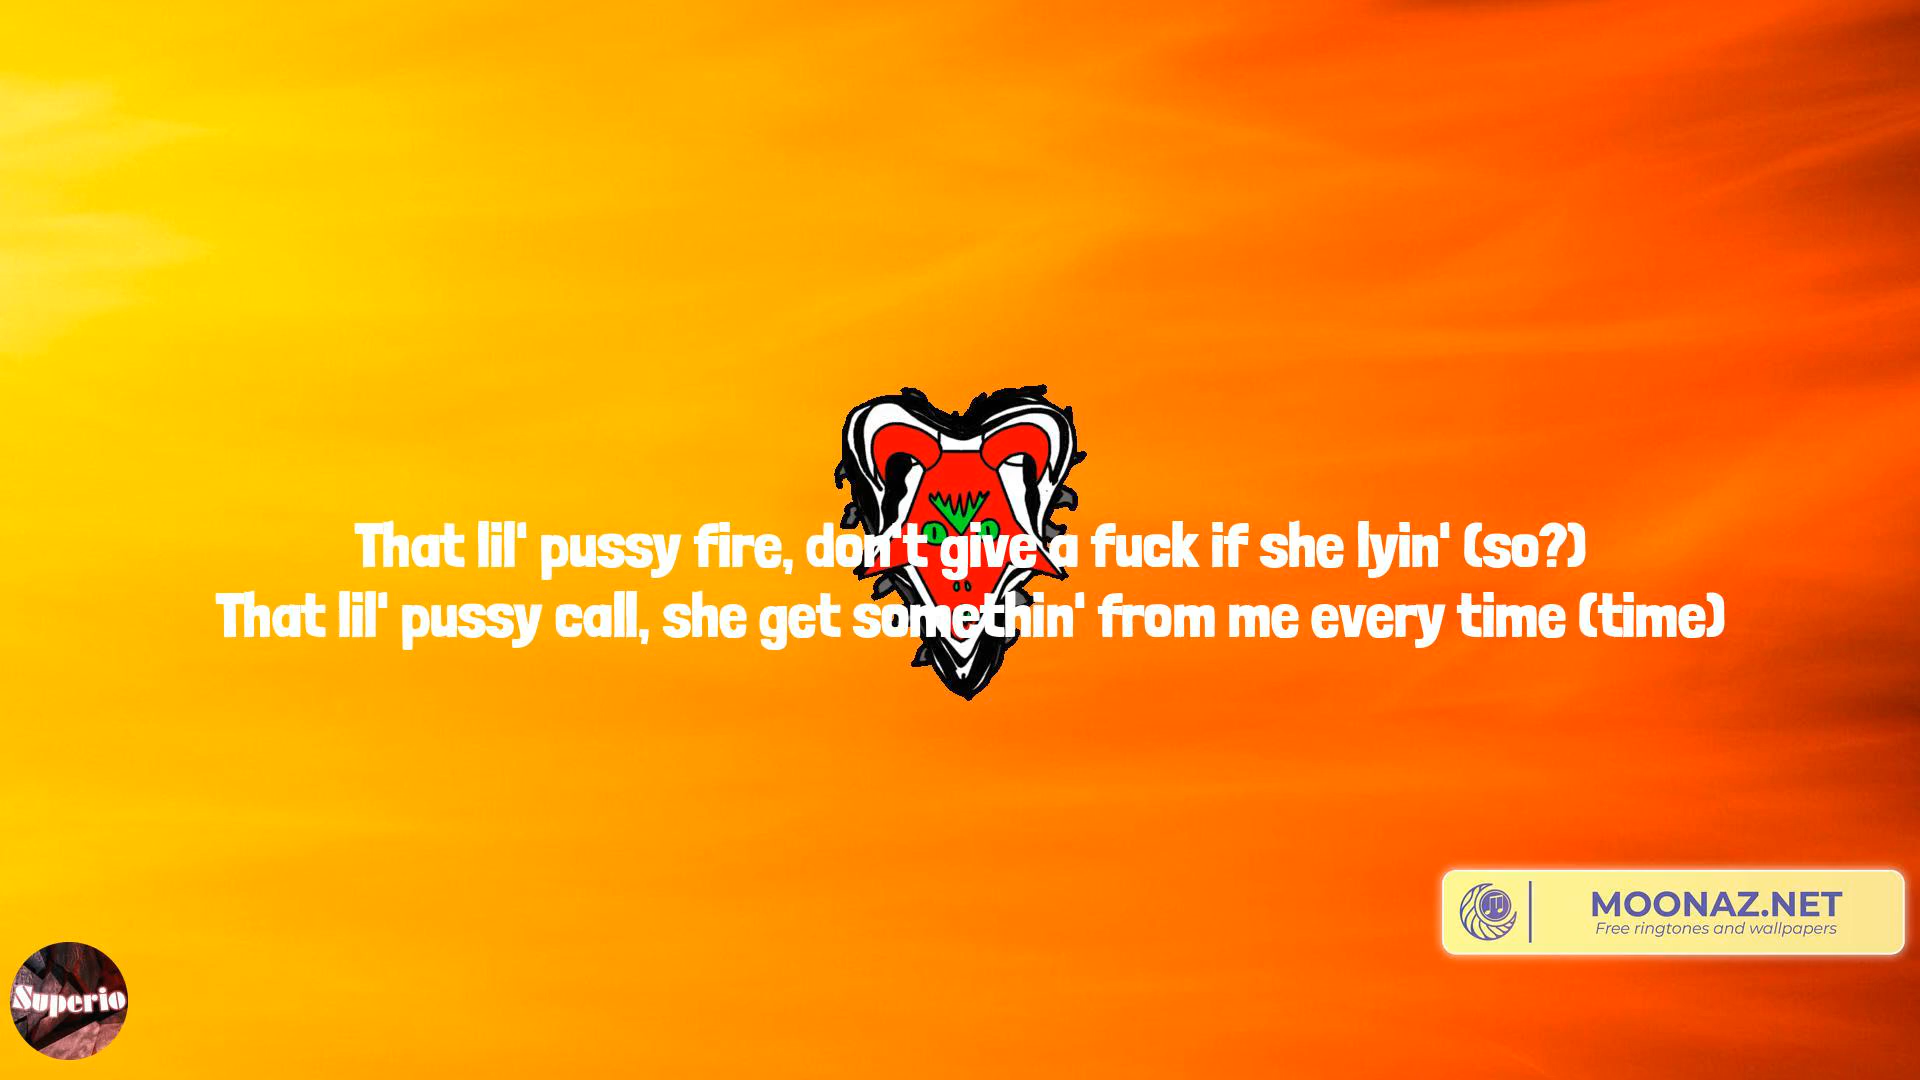 That lil' pussy fire, don't give a fuck if she lyin' (so?)
That lil' pussy call, she get somethin' from me every time (time)
MOONAZ.NET
Free ringtones and wallpapers
Superio